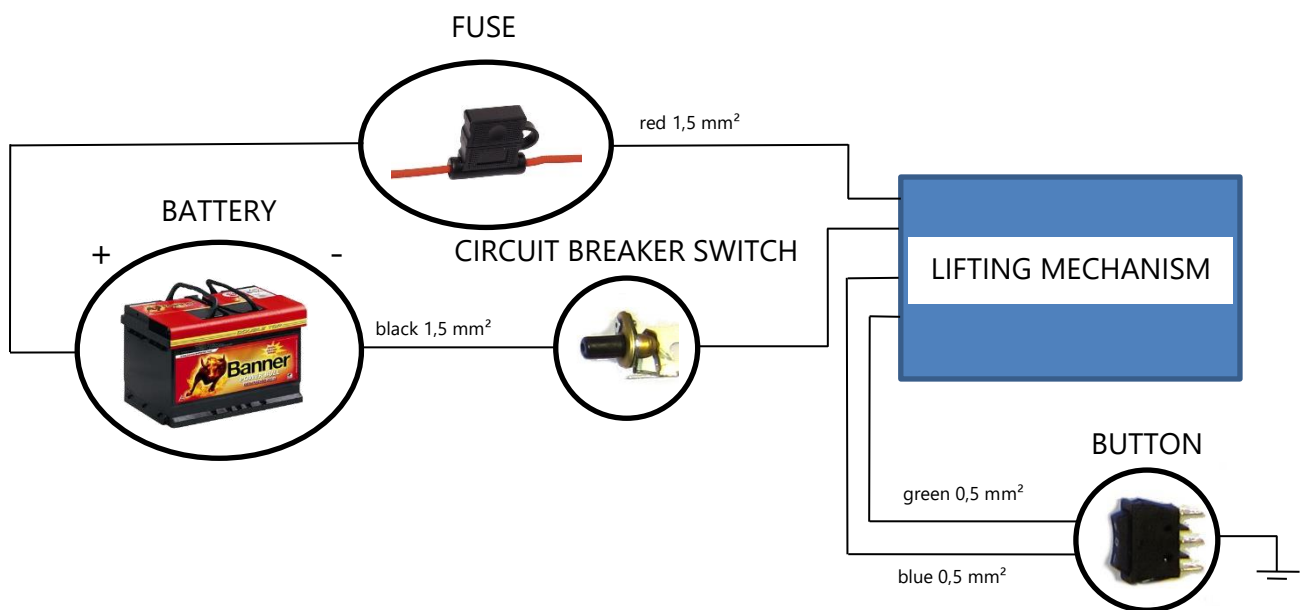 FUSE
red 1,5 mm²
BATTERY
+ -
CIRCUIT BREAKER SWITCH
LIFTING MECHANISM
black 1,5 mm²
Banner
BUTTON
green 0,5 mm²
blue 0,5 mm²